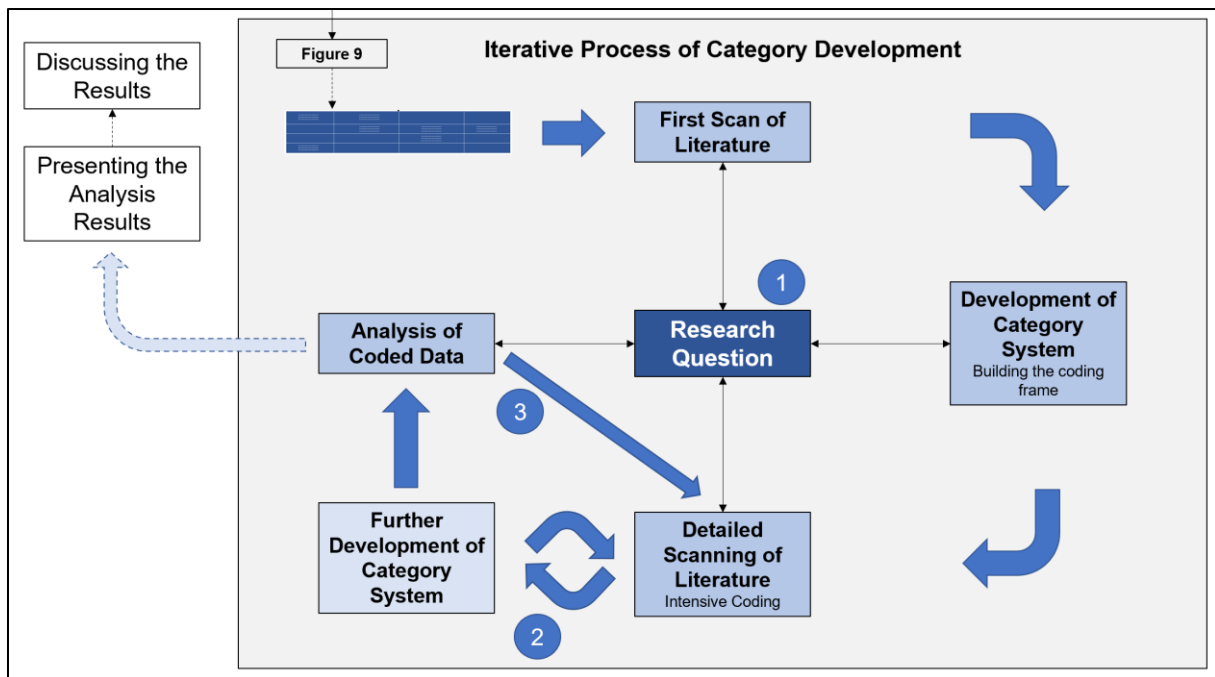 Figure 9
Iterative Process of Category Development
Discussing the
Results
Presenting the
Analysis
Results
First Scan of
Literature
1
Research
Question
Development of
Category
System
Building the coding
frame
Analysis of
Coded Data
3
Further
Development of
Category
System
2
Detailed
Scanning of
Literature
Intensive Coding